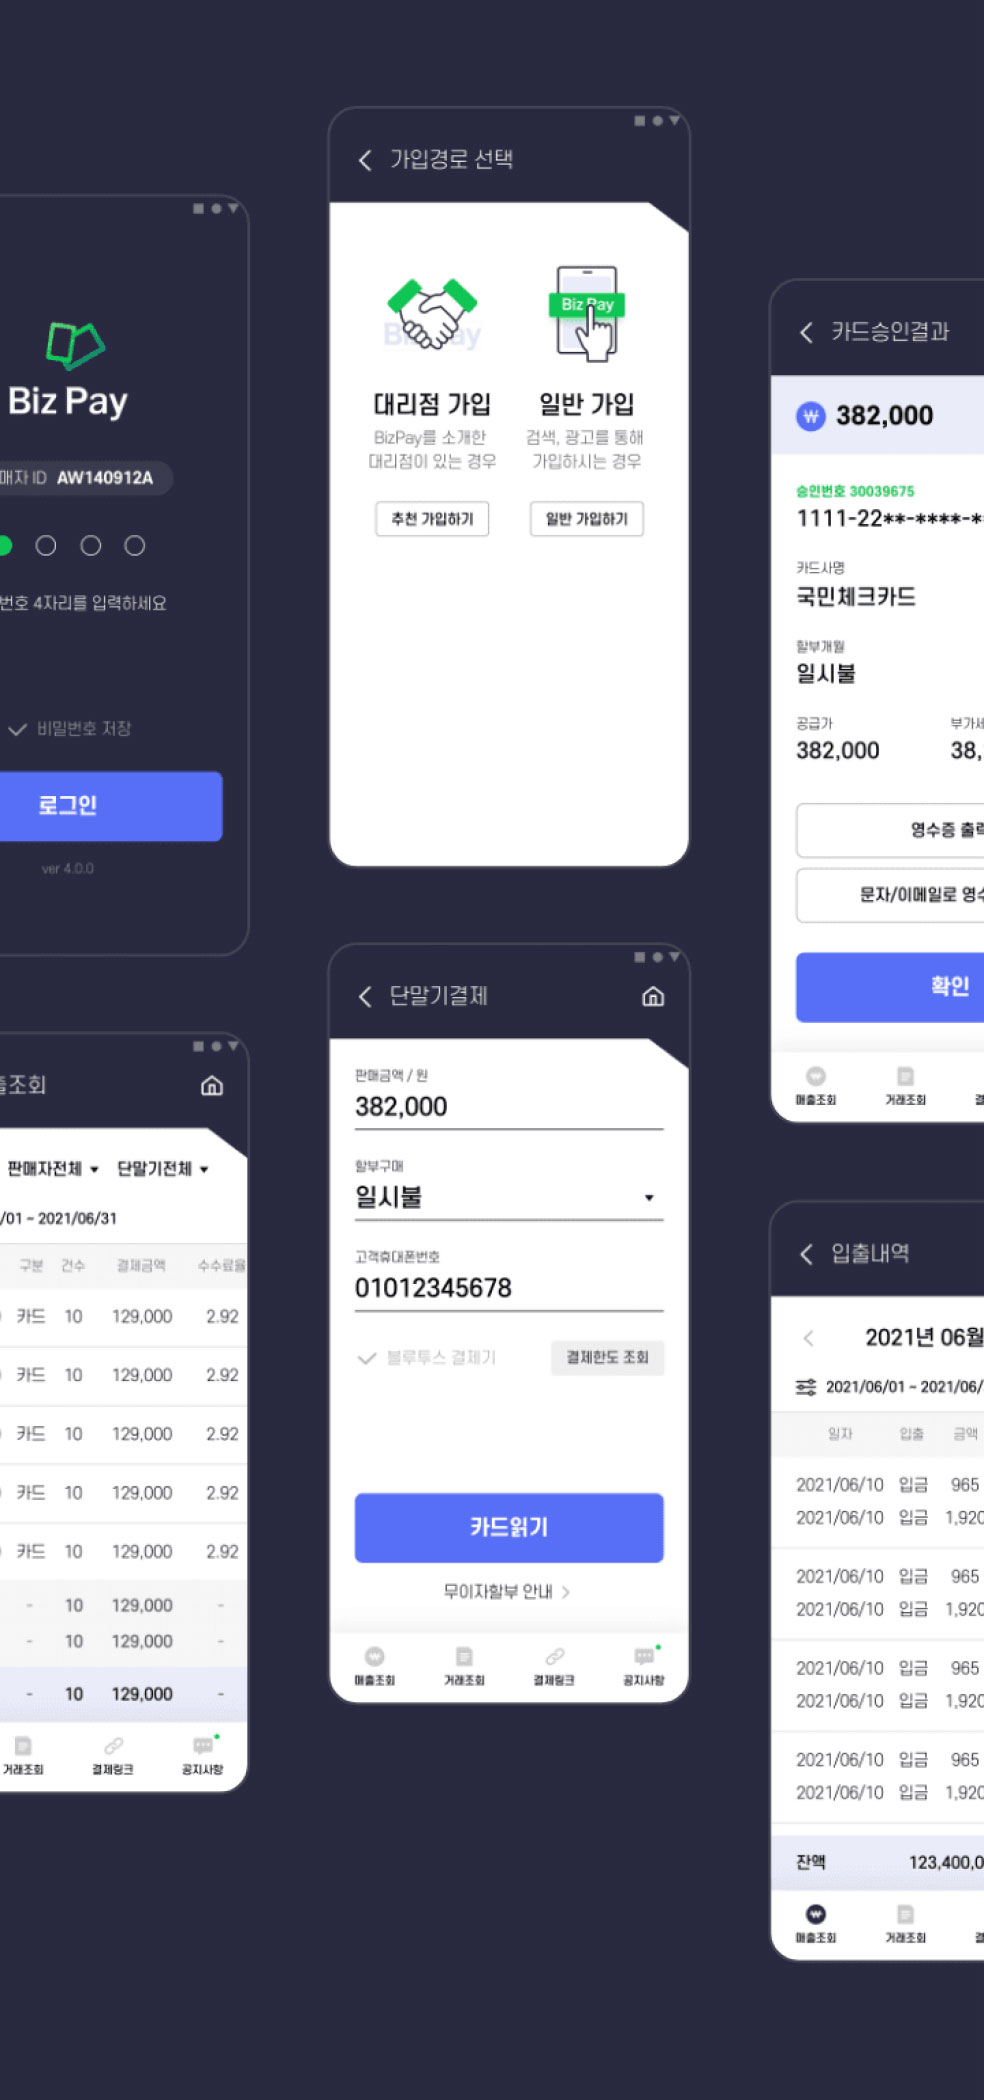 Biz Pay
매자 ID AW140912A
번호 4자리를 입력하세요
비밀번호 저장
로그인
ver 4.0.0
가입경로 선택
Biz Pay
Biz Pay
대리점 가입
BizPay를 소개한
대리점이 있는 경우
추천 가입하기
일반 가입
검색, 광고를 통해
가입하시는 경우
일반 가입하기
카드승인결과
₩ 382,000
승인번호 30039675
1111-22**-****-*
카드사명
국민체크카드
할부개월
일시불
공급가 부가세
382,000 38,
영수증 출력
문자/이메일로 영수
확인
매출조회 거래조회
조회
판매자전체 단말기전체
/01 ~ 2021/06/31
구분 건수 결제금액 수수료율
카드 10 129,000 2.92
카드 10 129,000 2.92
카드 10 129,000 2.92
카드 10 129,000 2.92
카드 10 129,000 2.92
- 10 129,000 -
- 10 129,000 -
- 10 129,000 -
거래조회 결제링크 공지사항
단말기결제
판매금액 / 원
382,000
할부구매
일시불
고객휴대폰번호
01012345678
블루투스 결제기 결제한도 조회
카드읽기
무이자할부 안내 >
매출조회 거래조회 결제링크 공지사항
입출내역
2021년 06월
2021/06/01 ~ 2021/06/
일자 입출 금액
2021/06/10 입금 965
2021/06/10 입금 1,920
2021/06/10 입금 965
2021/06/10 입금 1,920
2021/06/10 입금 965
2021/06/10 입금 1,920
2021/06/10 입금 965
2021/06/10 입금 1,920
잔액 123,400,0
매출조회 거래조회